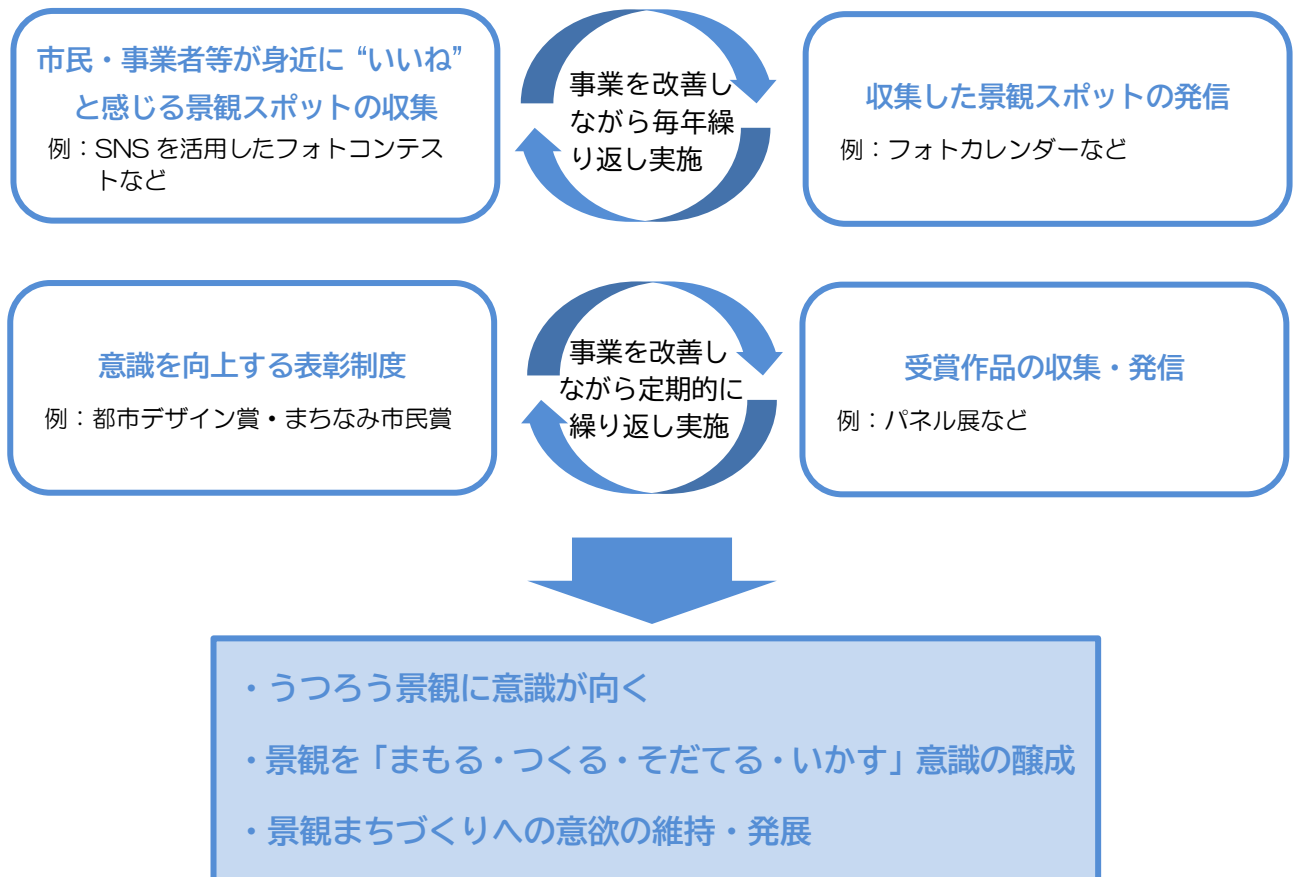 市民・事業者等が身近に“いいね”
と感じる景観スポットの収集
例：SNS を活用したフォトコンテス
トなど
事業を改善し
ながら毎年繰
り返し実施
収集した景観スポットの発信
例：フォトカレンダーなど
意識を向上する表彰制度
例：都市デザイン賞・まちなみ市民賞
事業を改善し
ながら定期的に
繰り返し実施
受賞作品の収集・発信
例：パネル展など
・うつろう景観に意識が向く
・景観を「まもる・つくる・そだてる・いかす」意識の醸成
・景観まちづくりへの意欲の維持・発展